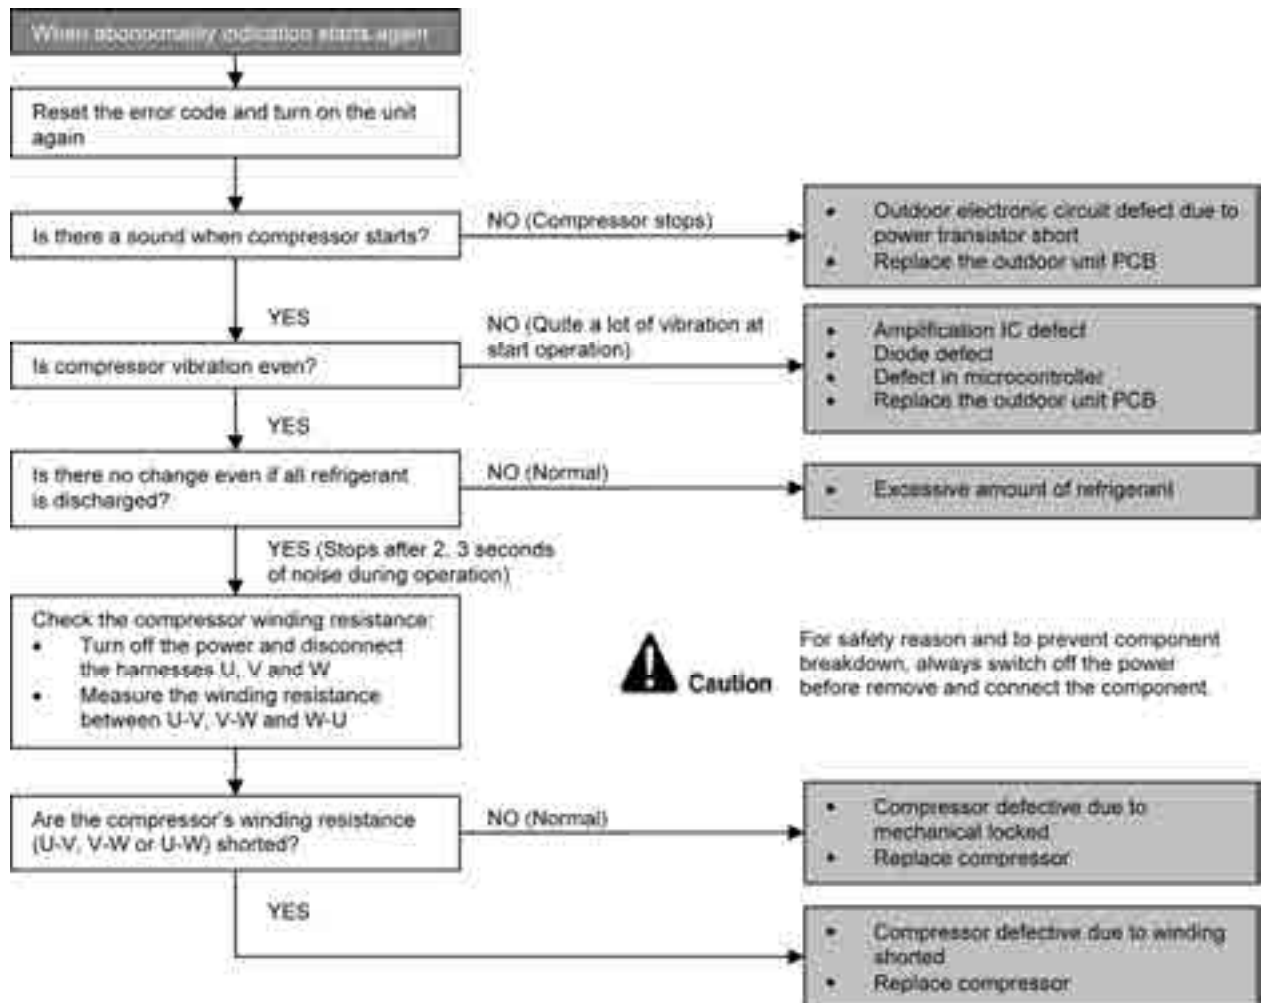 When abnormality indication starts again
Reset the error code and turn on the unit
again
Is there a sound when compressor starts?
NO (Compressor stops)
• Outdoor electronic circuit defect due to
power transistor short
• Replace the outdoor unit PCB
YES
Is compressor vibration even?
NO (Quite a lot of vibration at
start operation)
• Amplification IC defect
• Diode defect
• Defect in microcontroller
• Replace the outdoor unit PCB
YES
Is there no change even if all refrigerant
is discharged?
NO (Normal)
• Excessive amount of refrigerant
YES (Stops after 2, 3 seconds
of noise during operation)
Check the compressor winding resistance:
• Turn off the power and disconnect
the harnesses U, V and W
• Measure the winding resistance
between U-V, V-W and W-U
Caution
For safety reason and to prevent component
breakdown, always switch off the power
before remove and connect the component.
Are the compressor's winding resistance
(U-V, V-W or U-W) shorted?
NO (Normal)
• Compressor defective due to
mechanical locked
• Replace compressor
YES
• Compressor defective due to winding
shorted
• Replace compressor